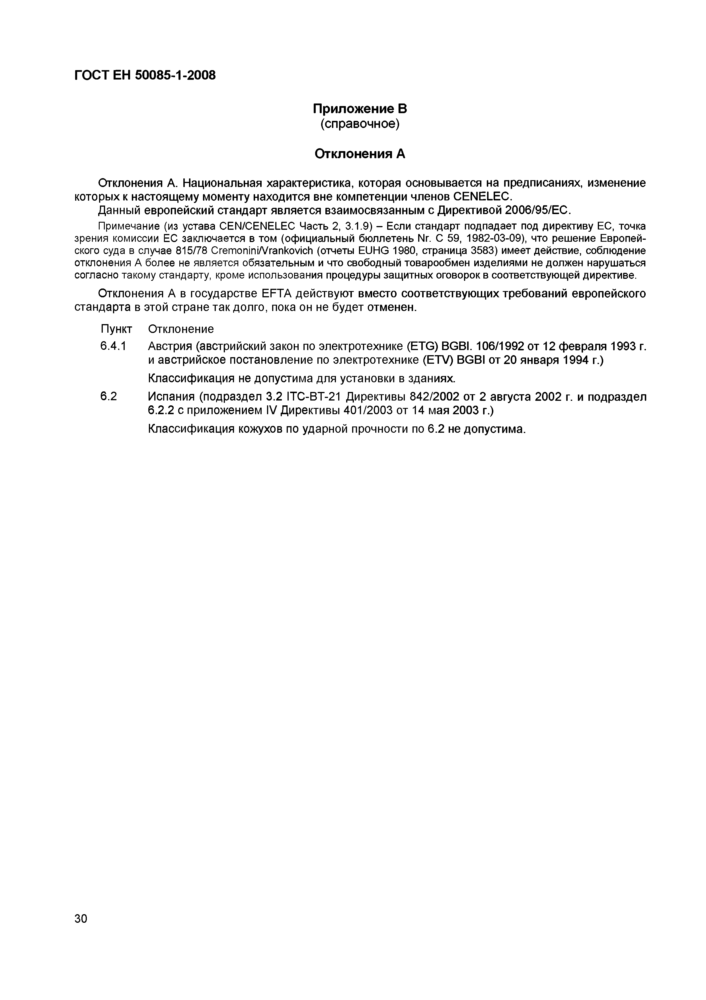 ГОСТ ЕН 50085-1-2008
Приложение В
(справочное)
Отклонения А
Отклонения А. Национальная характеристика, которая основывается на предписаниях, изменение
которых к настоящему моменту находится вне компетенции членов CENELEC.
Данный европейский стандарт является взаимосвязанным с Директивой 2006/95/ЕС.
Примечание (из устава CEN/CENELEC Часть 2, 3.1.9) – Если стандарт подпадает под директиву ЕС, точка
зрения комиссии ЕС заключается в том (официальный бюллетень Nr. C 59, 1982-03-09), что решение Европей-
ского суда в случае 815/78 Cremonini/Vrankovich (отчеты EUHG 1980, страница 3583) имеет действие, соблюдение
отклонения А более не является обязательным и что свободный товарообмен изделиями не должен нарушаться
согласно такому стандарту, кроме использования процедуры защитных оговорок в соответствующей директиве.
Отклонения А в государстве EFTA действуют вместо соответствующих требований европейского
стандарта в этой стране так долго, пока он не будет отменен.
Пункт Отклонение
6.4.1 Австрия (австрийский закон по электротехнике (ETG) BGBI. 106/1992 от 12 февраля 1993 г.
и австрийское постановление по электротехнике (ETV) BGBI от 20 января 1994 г.)
Классификация не допустима для установки в зданиях.
6.2 Испания (подраздел 3.2 ITC-BT-21 Директивы 842/2002 от 2 августа 2002 г. и подраздел
6.2.2 с приложением IV Директивы 401/2003 от 14 мая 2003 г.)
Классификация кожухов по ударной прочности по 6.2 не допустима.
30